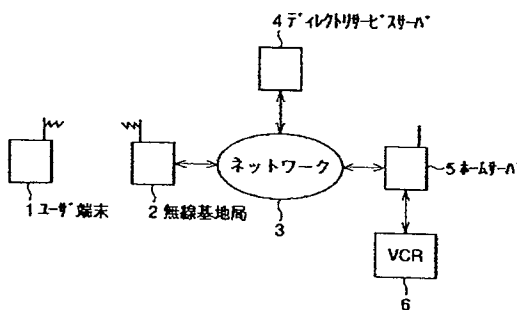 4 ディレクトリサービスサーバ
ネットワーク
5 ホームサーバ
1 ユーザ端末
2 無線基地局
3
VCR
6